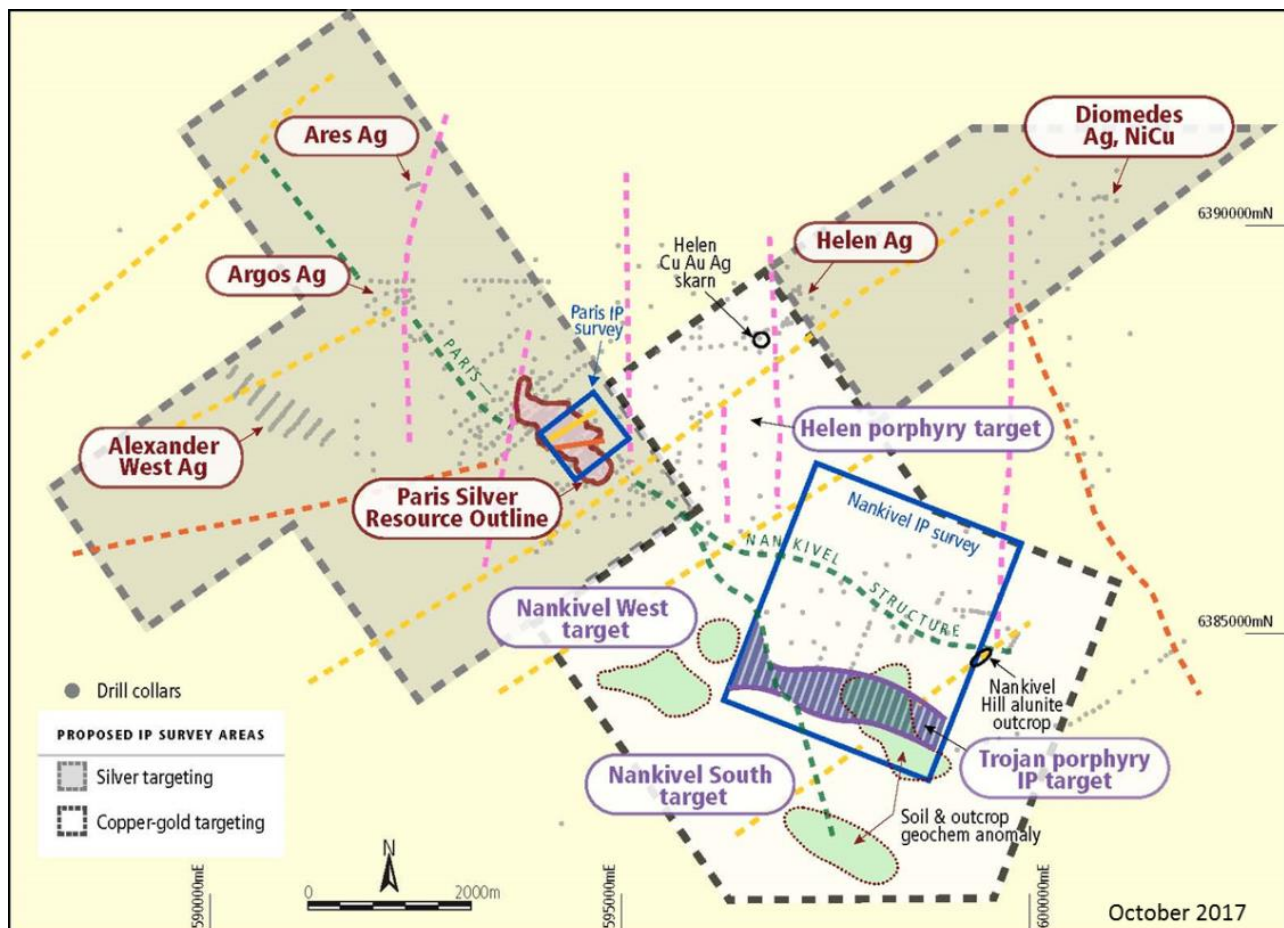 Ares Ag
Diomedes
Ag, NiCu
6390000mN
Helen
Cu Au Ag
skarn
Helen Ag
Argos Ag
Paris IP
survey
PARIS—
Helen porphyry target
Alexander
West Ag
Paris Silver
Resource Outline
Nankivel IP survey
NANKIVEL STRUCTURE
Nankivel West
target
6385000mN
Nankivel
Hill alunite
outcrop
Drill collars
PROPOSED IP SURVEY AREAS
Silver targeting
Copper-gold targeting
Nankivel South
target
Trojan porphyry
IP target
Soil & outcrop
geochem anomaly
N
0 2000m
590000mE
595000mE
600000mE
October 2017